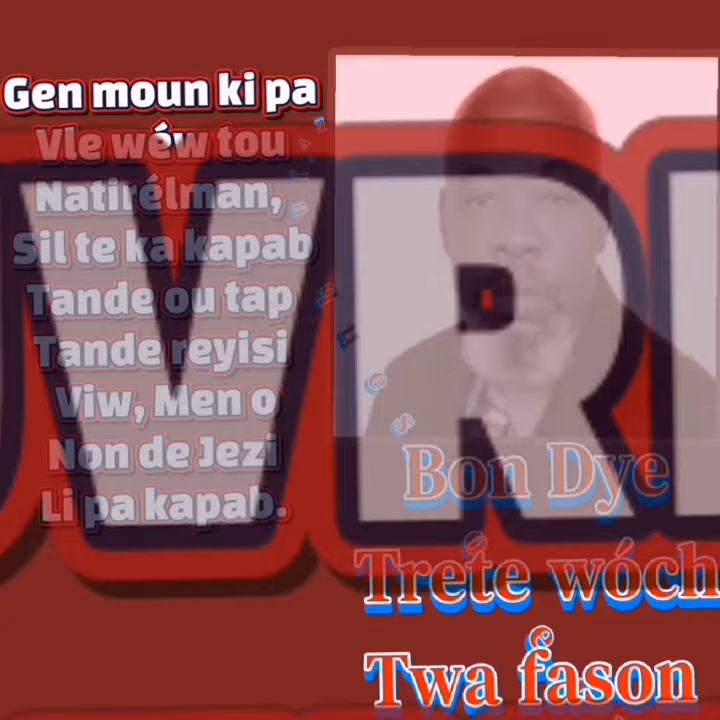 Gen moun ki pa
Vle wéw tou
Natirélman,
Sil te ka kapab
Tande ou tap
Tande reyisi
Viw, Men o
Non de Jezi
Li pa kapab.
VR
Bon Dye
Trete wóch
Twa fason